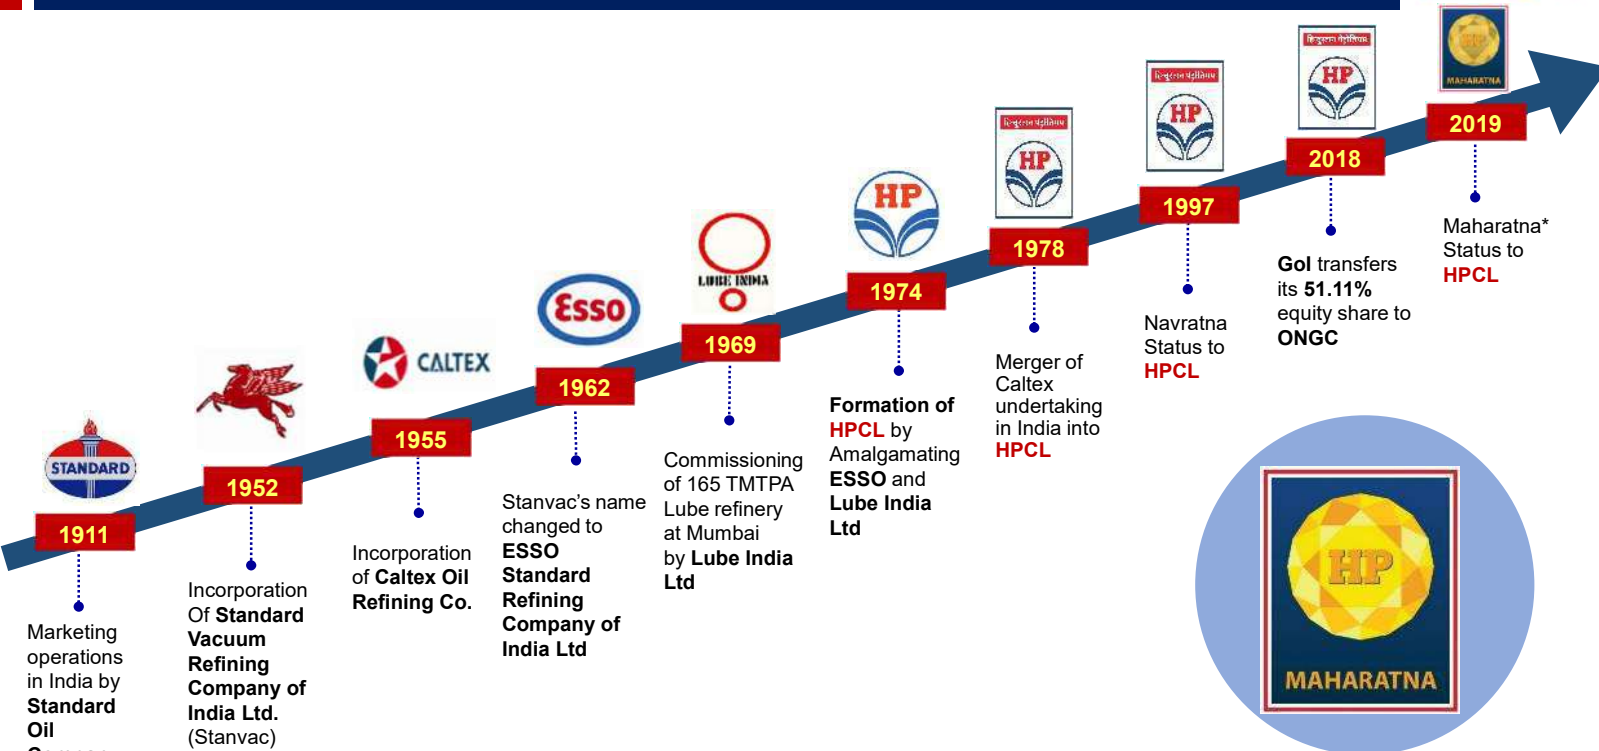 STANDARD
1911
Marketing
operations
in India by
Standard
Oil
1952
Incorporation
Of Standard
Vacuum
Refining
Company of
India Ltd.
(Stanvac)
CALTEX
1955
Incorporation
of Caltex Oil
Refining Co.
Esso
1962
Stanvac’s name
changed to
ESSO
Standard
Refining
Company of
India Ltd
LUBE INDIA
1969
Commissioning
of 165 TMTPA
Lube refinery
at Mumbai
by Lube India
Ltd
HP
1974
Formation of
HPCL by
Amalgamating
ESSO and
Lube India
Ltd
हिन्दुस्तान पेट्रोलियम
HP
1978
Merger of
Caltex
undertaking
in India into
HPCL
हिन्दुस्तान पेट्रोलियम
HP
1997
Navratna
Status to
HPCL
हिन्दुस्तान पेट्रोलियम
HP
2018
GoI transfers
its 51.11%
equity share to
ONGC
HP
MAHARATNA
2019
Maharatna*
Status to
HPCL
HP
MAHARATNA